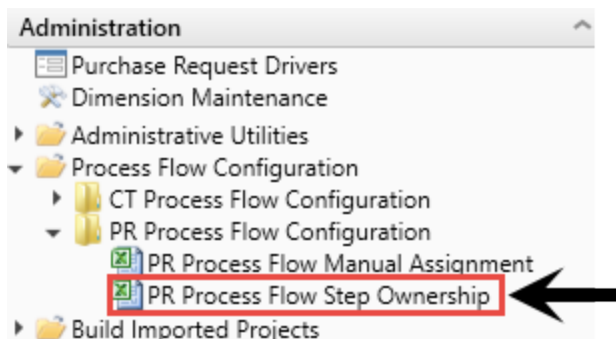 Administration
Purchase Request Drivers
Dimension Maintenance
Administrative Utilities
Process Flow Configuration
CT Process Flow Configuration
PR Process Flow Configuration
PR Process Flow Manual Assignment
PR Process Flow Step Ownership
Build Imported Projects